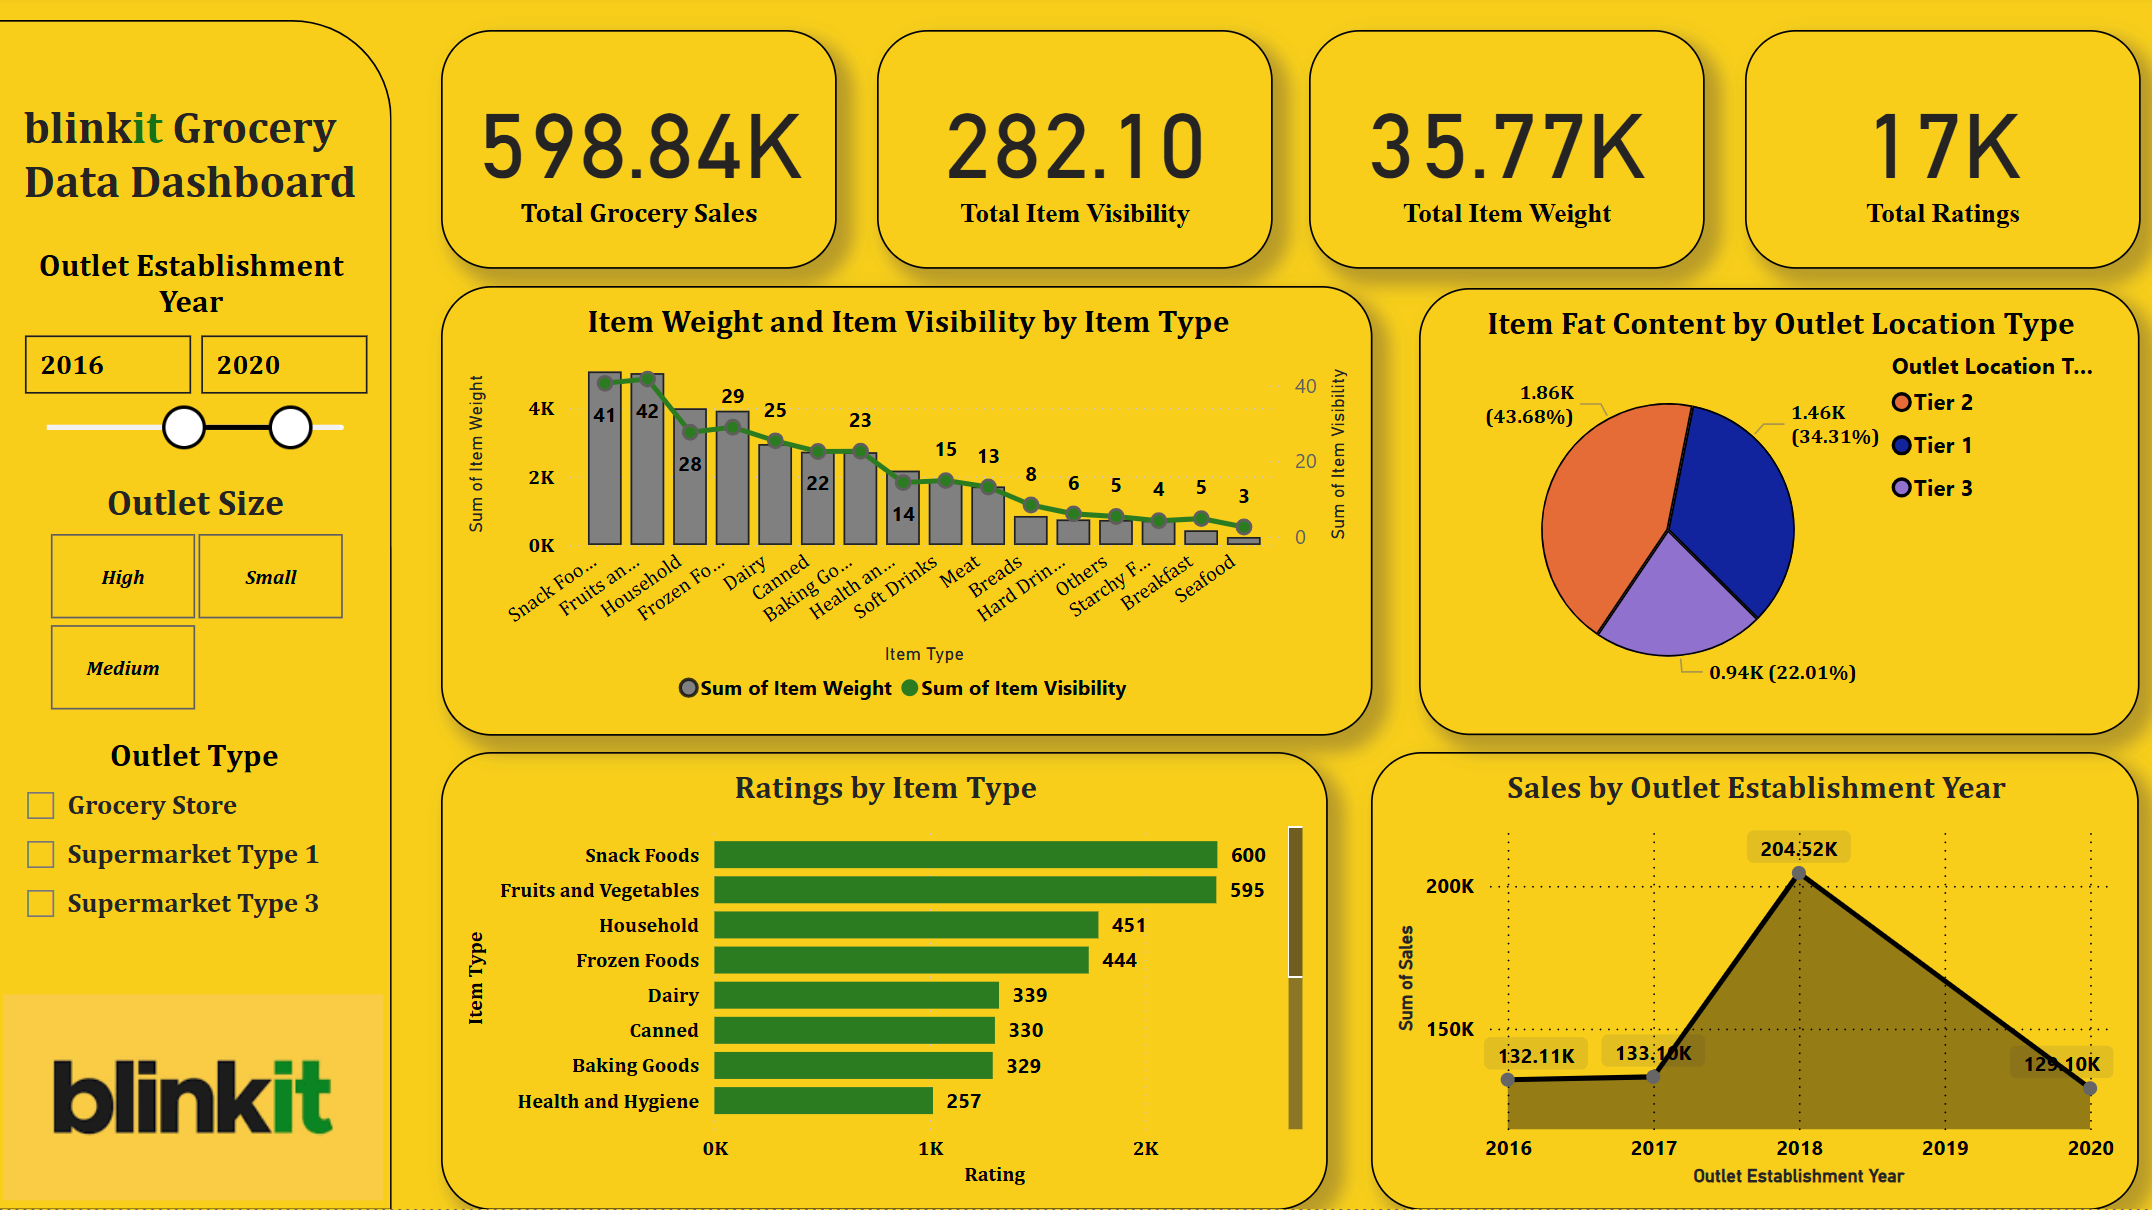 blinkit Grocery
Data Dashboard
Outlet Establishment
Year
2016
2020
Outlet Size
High
Small
Medium
Outlet Type
Grocery Store
Supermarket Type 1
Supermarket Type 3
blinkit
598.84K
Total Grocery Sales
282.10
Total Item Visibility
35.77K
Total Item Weight
17K
Total Ratings
Item Weight and Item Visibility by Item Type
Sum of Item Weight
4K
2K
0K
41
42
28
29
25
22
23
14
15
13
8
6
5
4
5
3
40
20
0
Sum of Item Visibility
Snack Foo...
Fruits an...
Household
Frozen Fo...
Dairy
Canned
Baking Go...
Health an...
Soft Drinks
Meat
Breads
Hard Drin...
Others
Starchy F...
Breakfast
Seafood
Item Type
Sum of Item Weight
Sum of Item Visibility
Item Fat Content by Outlet Location Type
Outlet Location T...
Tier 2
Tier 1
Tier 3
1.86K
(43.68%)
1.46K
(34.31%)
0.94K (22.01%)
Ratings by Item Type
Item Type
Snack Foods
600
Fruits and Vegetables
595
Household
451
Frozen Foods
444
Dairy
339
Canned
330
Baking Goods
329
Health and Hygiene
257
0K
1K
2K
Rating
Sales by Outlet Establishment Year
Sum of Sales
200K
150K
132.11K
133.10K
204.52K
129.10K
2016
2017
2018
2019
2020
Outlet Establishment Year